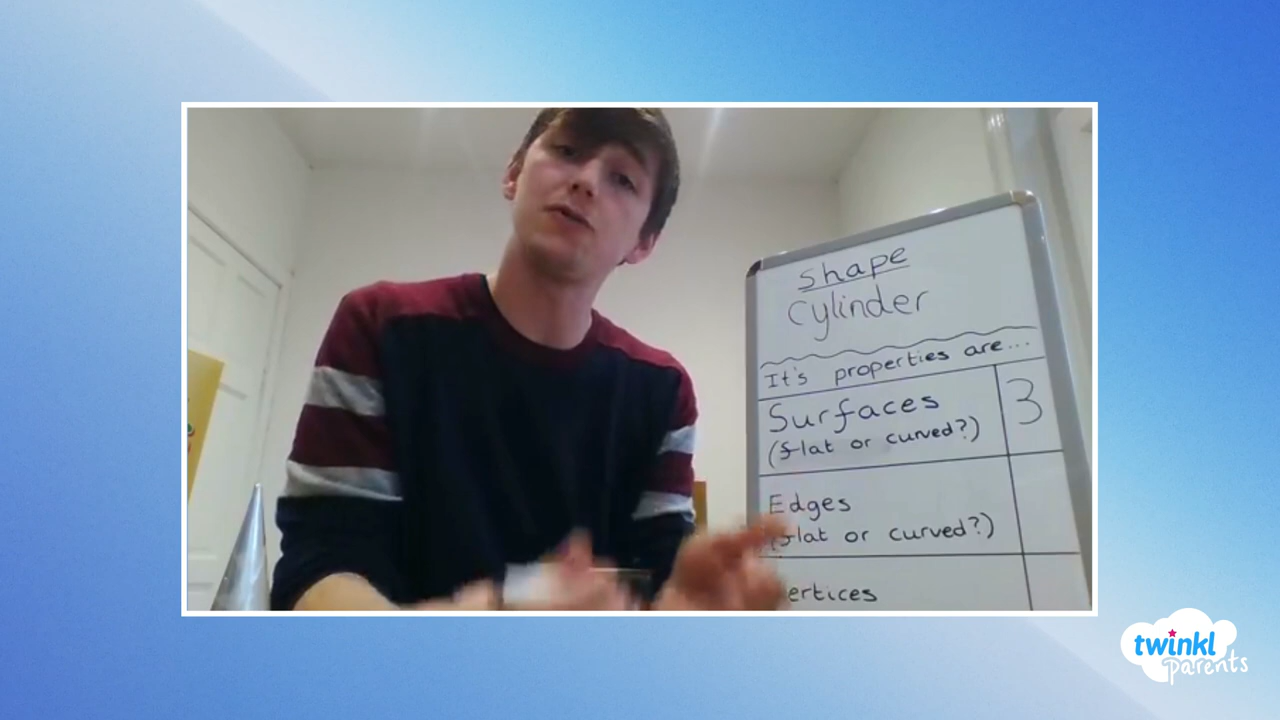 shape
cylinder
It's properties are...
Surfaces
3
(flat or curved?)
Edges
(flat or curved?)
ertices
twinkl
parents